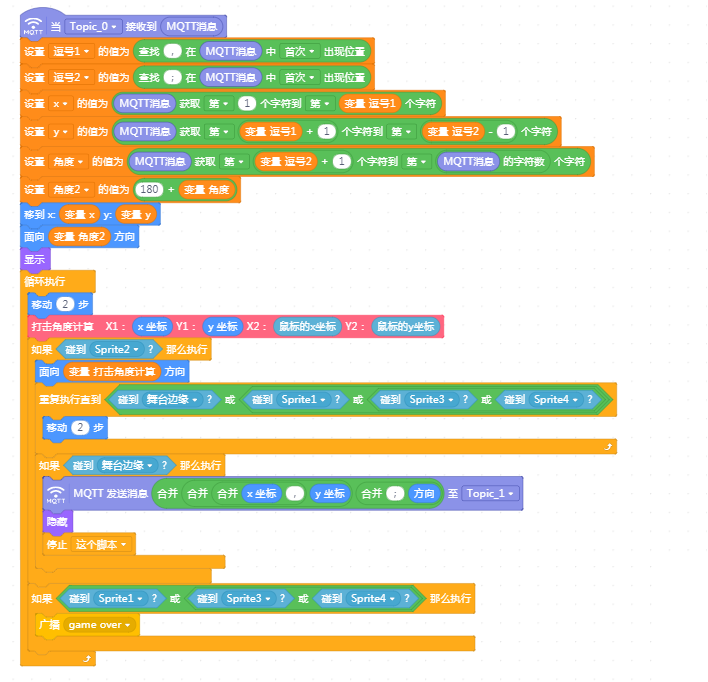 MQTT 当 Topic_0 接收到 MQTT消息
设置 逗号1 的值为 查找 , 在 MQTT消息 中 首次 出现位置
设置 逗号2 的值为 查找 ; 在 MQTT消息 中 首次 出现位置
设置 x 的值为 MQTT消息 获取 第 1 个字符到 第 变量 逗号1 个字符
设置 y 的值为 MQTT消息 获取 第 变量 逗号1 + 1 个字符到 第 变量 逗号2 - 1 个字符
设置 角度 的值为 MQTT消息 获取 第 变量 逗号2 + 1 个字符到 第 MQTT消息 的字符数 个字符
设置 角度2 的值为 180 + 变量 角度
移到 x: 变量 x y: 变量 y
面向 变量 角度2 方向
显示
循环执行
移动 2 步
打击角度计算 X1： x 坐标 Y1： y 坐标 X2： 鼠标的x坐标 Y2： 鼠标的y坐标
如果 碰到 Sprite2 ? 那么执行
面向 变量 打击角度计算 方向
重复执行直到 碰到 舞台边缘 ? 或 碰到 Sprite1 ? 或 碰到 Sprite3 ? 或 碰到 Sprite4 ?
移动 2 步
如果 碰到 舞台边缘 ? 那么执行
MQTT MQTT 发送消息 合并 合并 合并 x 坐标 , y 坐标 合并 ; 方向 至 Topic_1
隐藏
停止 这个脚本
如果 碰到 Sprite1 ? 或 碰到 Sprite3 ? 或 碰到 Sprite4 ? 那么执行
广播 game over